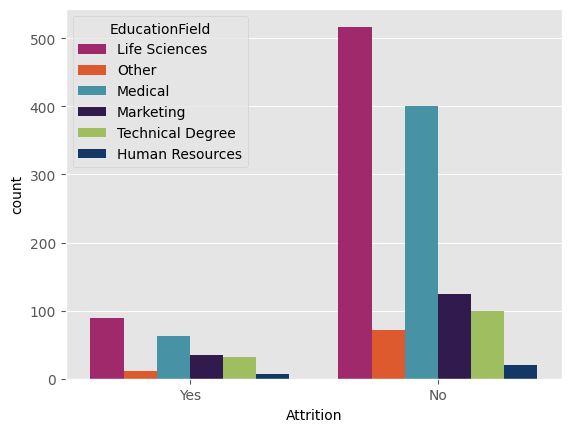 EducationField
Life Sciences
Other
Medical
Marketing
Technical Degree
Human Resources
500
400
300
200
100
0
count
Yes
No
Attrition